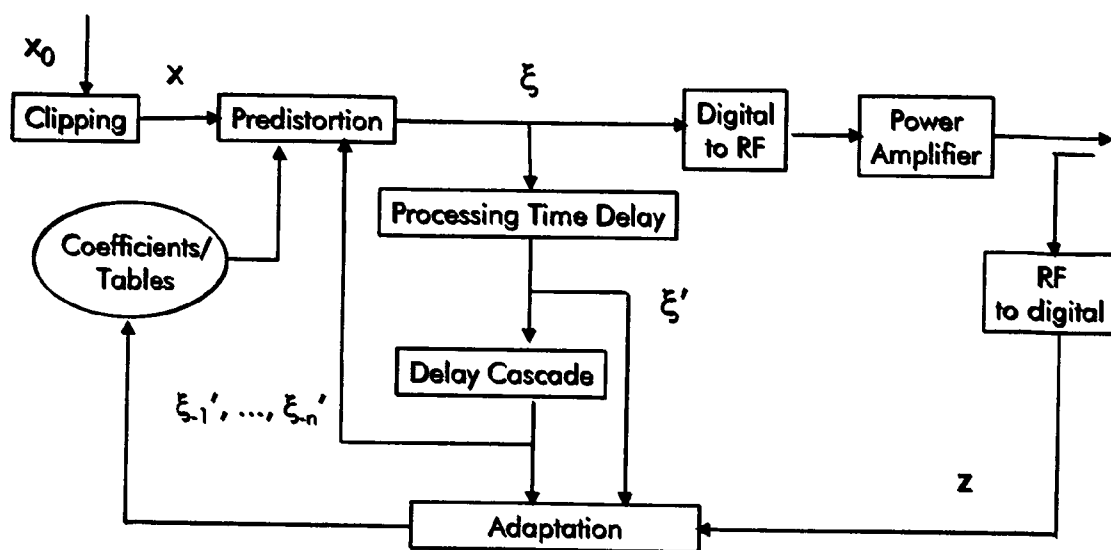 x₀
x
ξ
Clipping
Predistortion
Digital
to RF
Power
Amplifier
Processing Time Delay
Coefficients/
Tables
ξ′
RF
to digital
Delay Cascade
ξ₋₁′, ..., ξ₋ₙ′
z
Adaptation